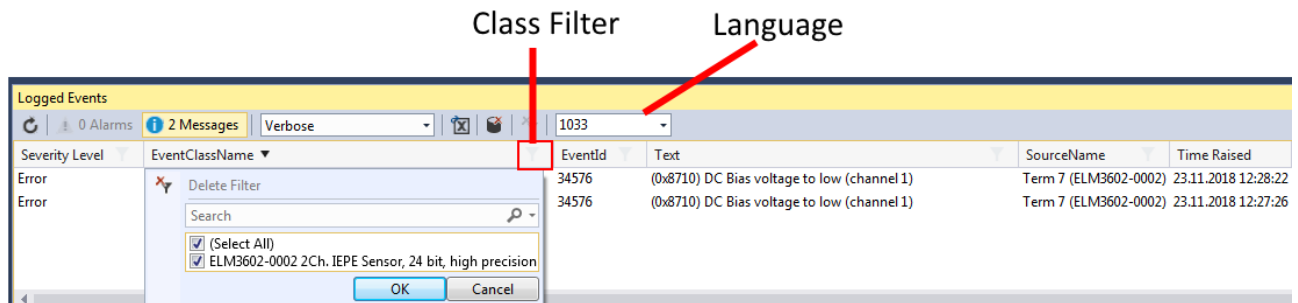 Class Filter Language
Logged Events
0 Alarms 2 Messages Verbose 1033
Severity Level EventClassName EventId Text SourceName Time Raised
Error 34576 (0x8710) DC Bias voltage to low (channel 1) Term 7 (ELM3602-0002) 23.11.2018 12:28:22
Error 34576 (0x8710) DC Bias voltage to low (channel 1) Term 7 (ELM3602-0002) 23.11.2018 12:27:26
Delete Filter
Search
(Select All)
ELM3602-0002 2Ch. IEPE Sensor, 24 bit, high precision
OK Cancel